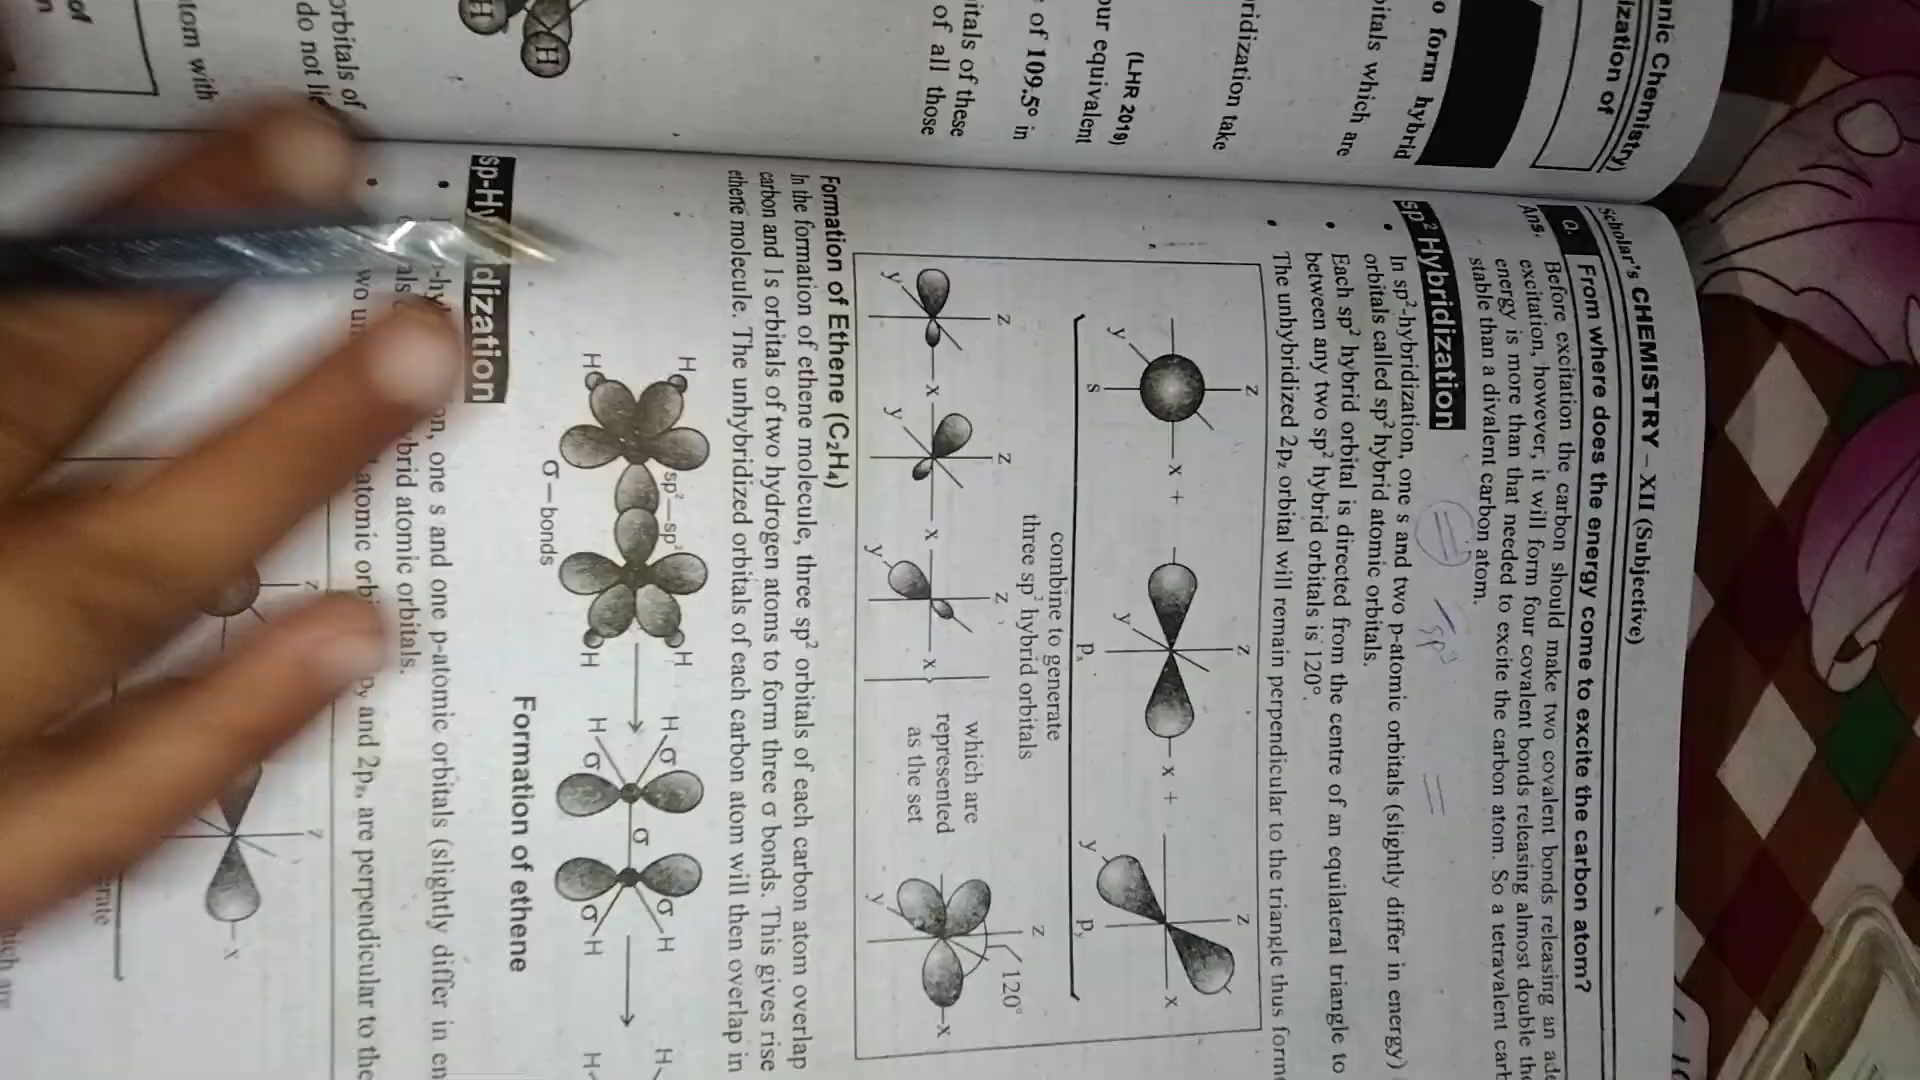 anic Chemistry)
ization of
o form hybrid
bitals which are
ridization take
(LHR 2019)
our equivalent
of 109.5° in
itals of these
of all those
H
H
orbitals of
do not lie
tom with
of
Scholar's CHEMISTRY – XII (Subjective)
Q. From where does the energy come to excite the carbon atom?
Ans. Before excitation the carbon should make two covalent bonds releasing an ade
excitation, however, it will form four covalent bonds releasing almost double the
energy is more than that needed to excite the carbon atom. So a tetravalent carb
stable than a divalent carbon atom.
sp² Hybridization
• In sp²-hybridization, one s and two p-atomic orbitals (slightly differ in energy)
orbitals called sp² hybrid atomic orbitals.
• Each sp² hybrid orbital is directed from the centre of an equilateral triangle to
between any two sp² hybrid orbitals is 120°.
• The unhybridized 2pz orbital will remain perpendicular to the triangle thus form
z z z
x + x + x
y y y
s px py
combine to generate
three sp² hybrid orbitals
z z z z
x x x x
y y y y
which are
represented
as the set
120°
Formation of Ethene (C₂H₄)
In the formation of ethene molecule, three sp² orbitals of each carbon atom overlap
carbon and 1s orbitals of two hydrogen atoms to form three σ bonds. This gives rise
ethene molecule. The unhybridized orbitals of each carbon atom will then overlap in
H sp²–sp² H H σ σ H H
σ
H H H σ σ H H
σ–bonds
Formation of ethene
sp-Hy dization
• on, one s and one p-atomic orbitals (slightly differ in en
brid atomic orbitals.
• atomic and 2pz, are perpendicular to the
z z
x
erate